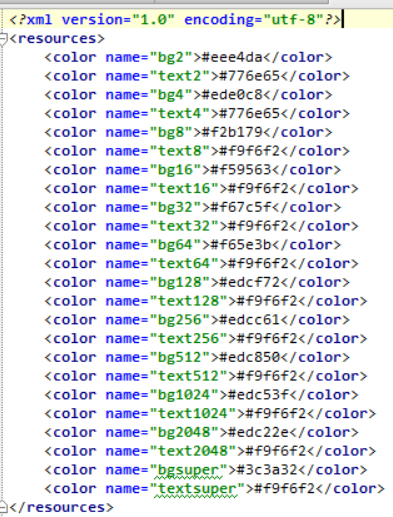 <?xml version="1.0" encoding="utf-8"?>
<resources>
<color name="bg2">#eee4da</color>
<color name="text2">#776e65</color>
<color name="bg4">#ede0c8</color>
<color name="text4">#776e65</color>
<color name="bg8">#f2b179</color>
<color name="text8">#f9f6f2</color>
<color name="bg16">#f59563</color>
<color name="text16">#f9f6f2</color>
<color name="bg32">#f67c5f</color>
<color name="text32">#f9f6f2</color>
<color name="bg64">#f65e3b</color>
<color name="text64">#f9f6f2</color>
<color name="bg128">#edcf72</color>
<color name="text128">#f9f6f2</color>
<color name="bg256">#edcc61</color>
<color name="text256">#f9f6f2</color>
<color name="bg512">#edc850</color>
<color name="text512">#f9f6f2</color>
<color name="bg1024">#edc53f</color>
<color name="text1024">#f9f6f2</color>
<color name="bg2048">#edc22e</color>
<color name="text2048">#f9f6f2</color>
<color name="bgsuper">#3c3a32</color>
<color name="textsuper">#f9f6f2</color>
</resources>